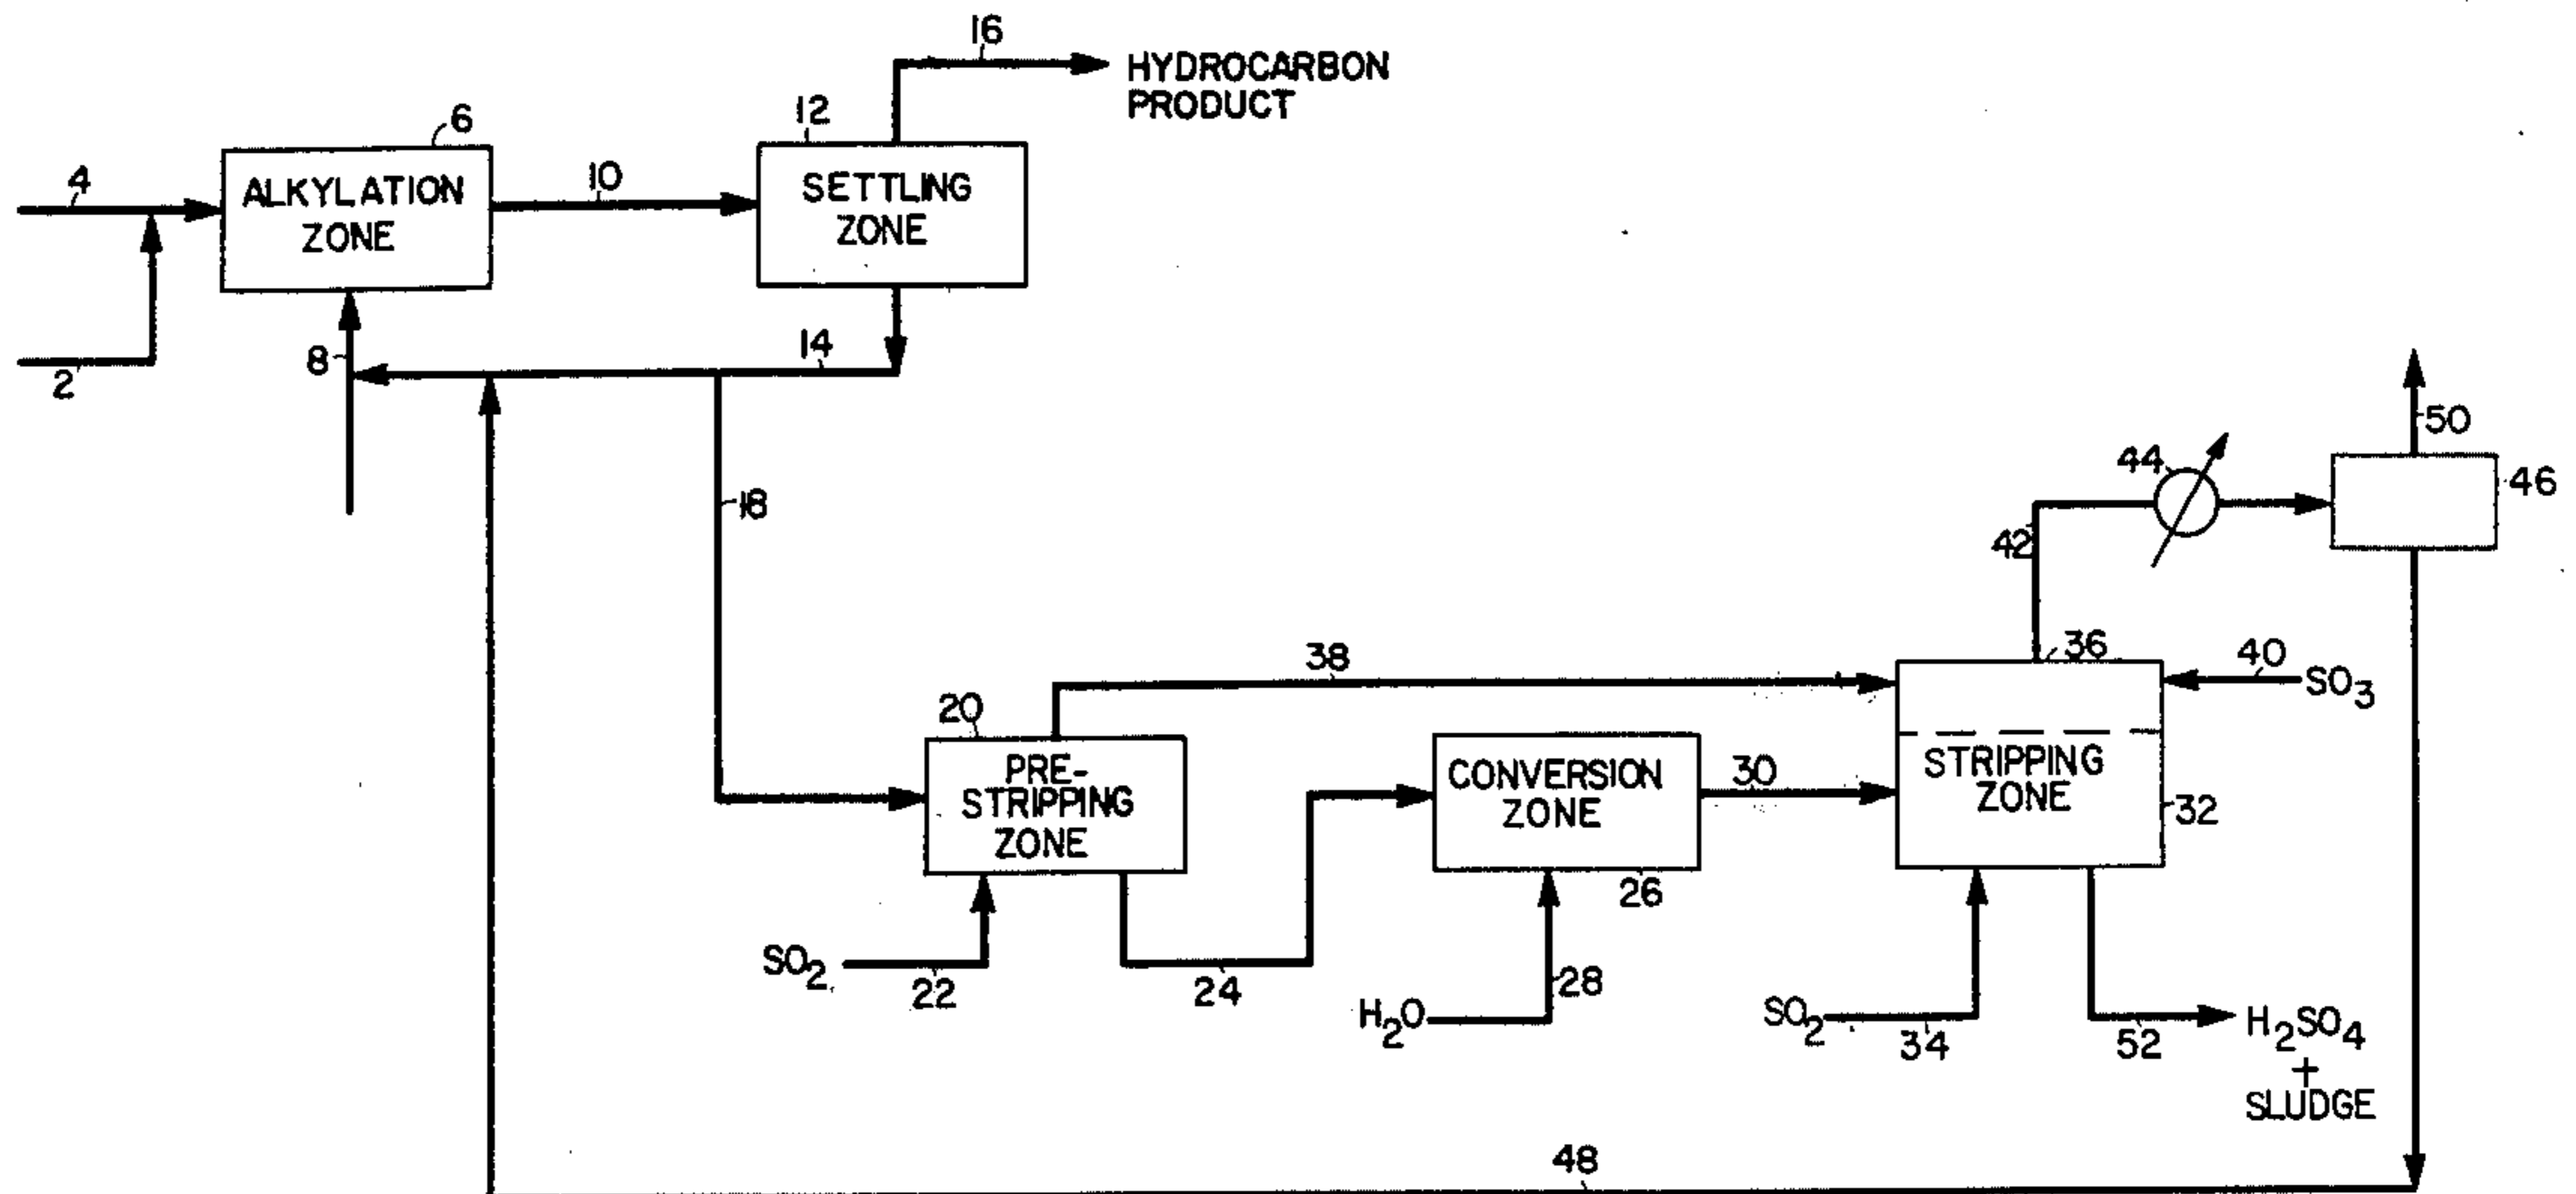 16
HYDROCARBON
PRODUCT
12
6
4
ALKYLATION
ZONE
10
SETTLING
ZONE
8
14
2
18
50
44
46
42
38
36
40
SO3
20
PRE-
STRIPPING
ZONE
CONVERSION
ZONE
30
STRIPPING
ZONE
32
26
SO2
22
24
28
H2O
SO2
34
52
H2SO4
+
SLUDGE
48